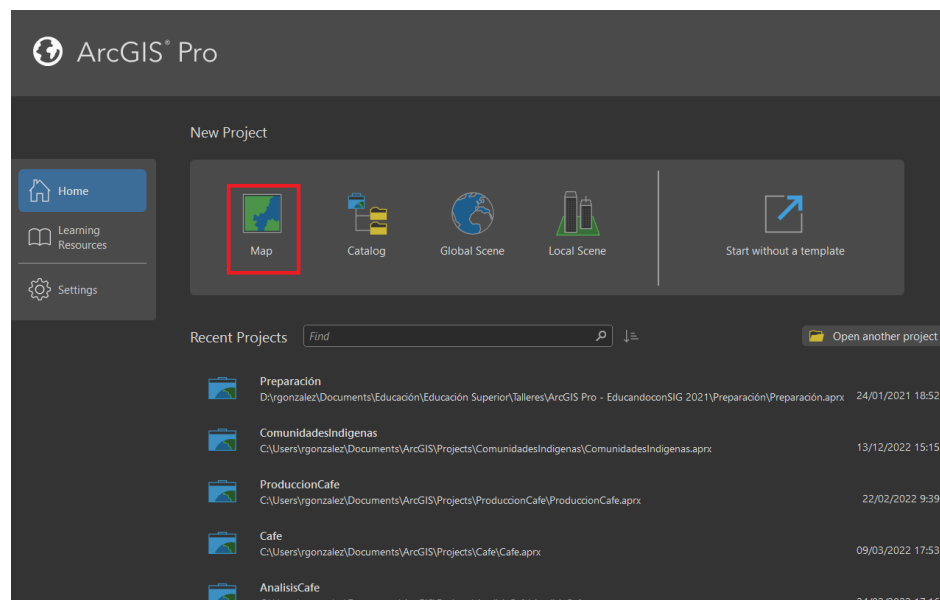 ArcGIS® Pro
New Project
Home
Learning
Resources
Settings
Map
Catalog
Global Scene
Local Scene
Start without a template
Recent Projects
Find
Open another project
Preparación
D:\rgonzalez\Documents\Educación\Educación Superior\Talleres\ArcGIS Pro - EducandoconSIG 2021\Preparación\Preparación.aprx
24/01/2021 18:52
ComunidadesIndigenas
C:\Users\rgonzalez\Documents\ArcGIS\Projects\ComunidadesIndigenas\ComunidadesIndigenas.aprx
13/12/2022 15:15
ProduccionCafe
C:\Users\rgonzalez\Documents\ArcGIS\Projects\ProduccionCafe\ProduccionCafe.aprx
22/02/2022 9:39
Cafe
C:\Users\rgonzalez\Documents\ArcGIS\Projects\Cafe\Cafe.aprx
09/03/2022 17:53
AnalisisCafe